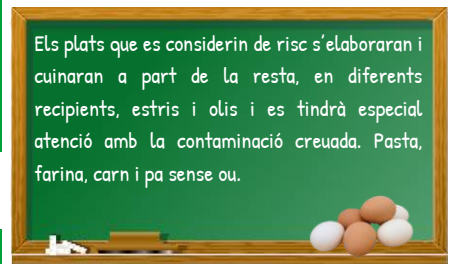 Els plats que es considerin de risc s'elaboraran i
cuinaran a part de la resta, en diferents
recipients, estris i olis i es tindrà especial
atenció amb la contaminació creuada. Pasta,
farina, carn i pa sense ou.